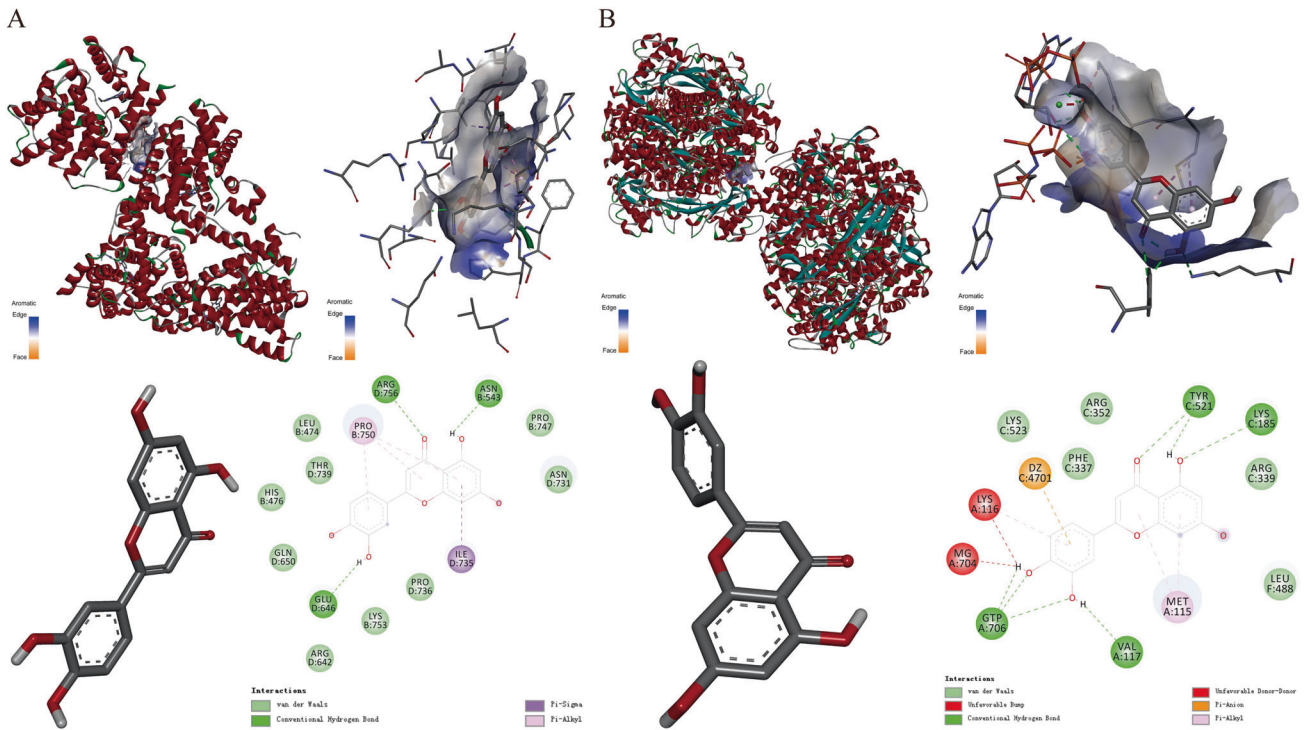 A
B
Aromatic
Edge
Face
Aromatic
Edge
Face
Aromatic
Edge
Face
Aromatic
Edge
Face
ARG
D:756
ASN
B:543
LEU
B:474
PRO
B:750
PRO
B:747
THR
D:739
ASN
D:731
HIS
B:476
GLN
D:650
ILE
D:735
PRO
D:736
GLU
D:646
LYS
B:753
ARG
D:642
O
O
H
O
O
O
O
H
Interactions
van der Waals
Conventional Hydrogen Bond
Pi-Sigma
Pi-Alkyl
LYS
C:523
ARG
C:352
TYR
C:521
LYS
C:185
DZ
C:4701
PHE
C:337
ARG
C:339
LYS
A:116
MG
A:704
LEU
F:488
MET
A:115
GTP
A:706
VAL
A:117
O
H
O
O
O
H
O
O
H
Interactions
van der Waals
Unfavorable Bump
Conventional Hydrogen Bond
Unfavorable Donor-Donor
Pi-Anion
Pi-Alkyl